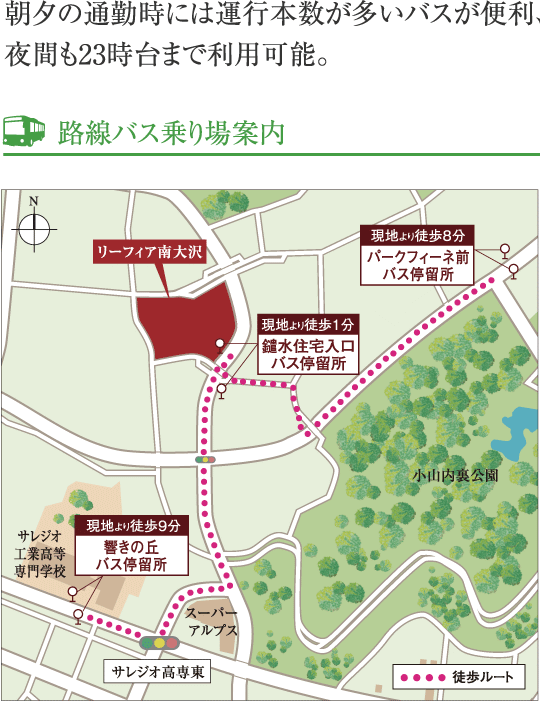 朝夕の通勤時には運行本数が多いバスが便利、
夜間も23時台まで利用可能。
路線バス乗り場案内
N
リーフィア南大沢
現地より徒歩8分
パークフィーネ前
バス停留所
現地より徒歩1分
鑓水住宅入口
バス停留所
小山内裏公園
現地より徒歩9分
響きの丘
バス停留所
サレジオ
工業高等
専門学校
スーパー
アルプス
サレジオ高専東
徒歩ルート